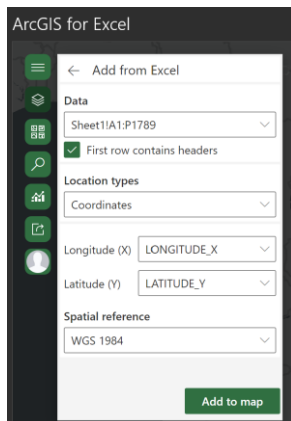 ArcGIS for Excel
Add from Excel
Data
Sheet1!A1:P1789
First row contains headers
Location types
Coordinates
Longitude (X) LONGITUDE_X
Latitude (Y) LATITUDE_Y
Spatial reference
WGS 1984
Add to map